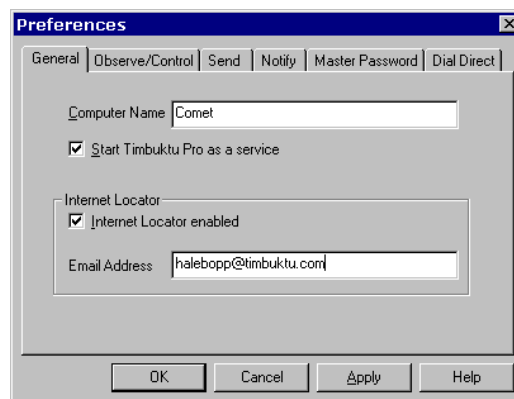 Preferences
General Observe/Control Send Notify Master Password Dial Direct
Computer Name Comet
Start Timbuktu Pro as a service
Internet Locator
Internet Locator enabled
Email Address halebopp@timbuktu.com
OK Cancel Apply Help